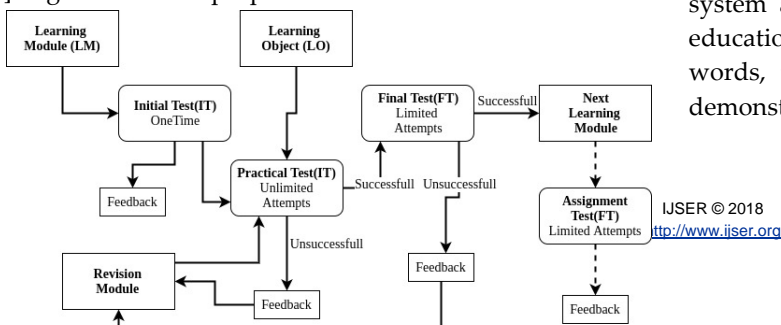 system a
Learning
Module (LM)
Learning
Object (LO)
educatio
words,
demonst
Initial Test(IT)
OneTime
Final Test(FT)
Limited
Attempts
Successfull
Next
Learning
Module
Practical Test(IT)
Unlimited
Attempts
Successfull
Unsuccessfull
Feedback
Assignment
Test(FT)
Limited Attempts
IJSER © 2018
http://www.ijser.org
Unsuccessfull
Revision
Module
Feedback
Feedback
Feedback